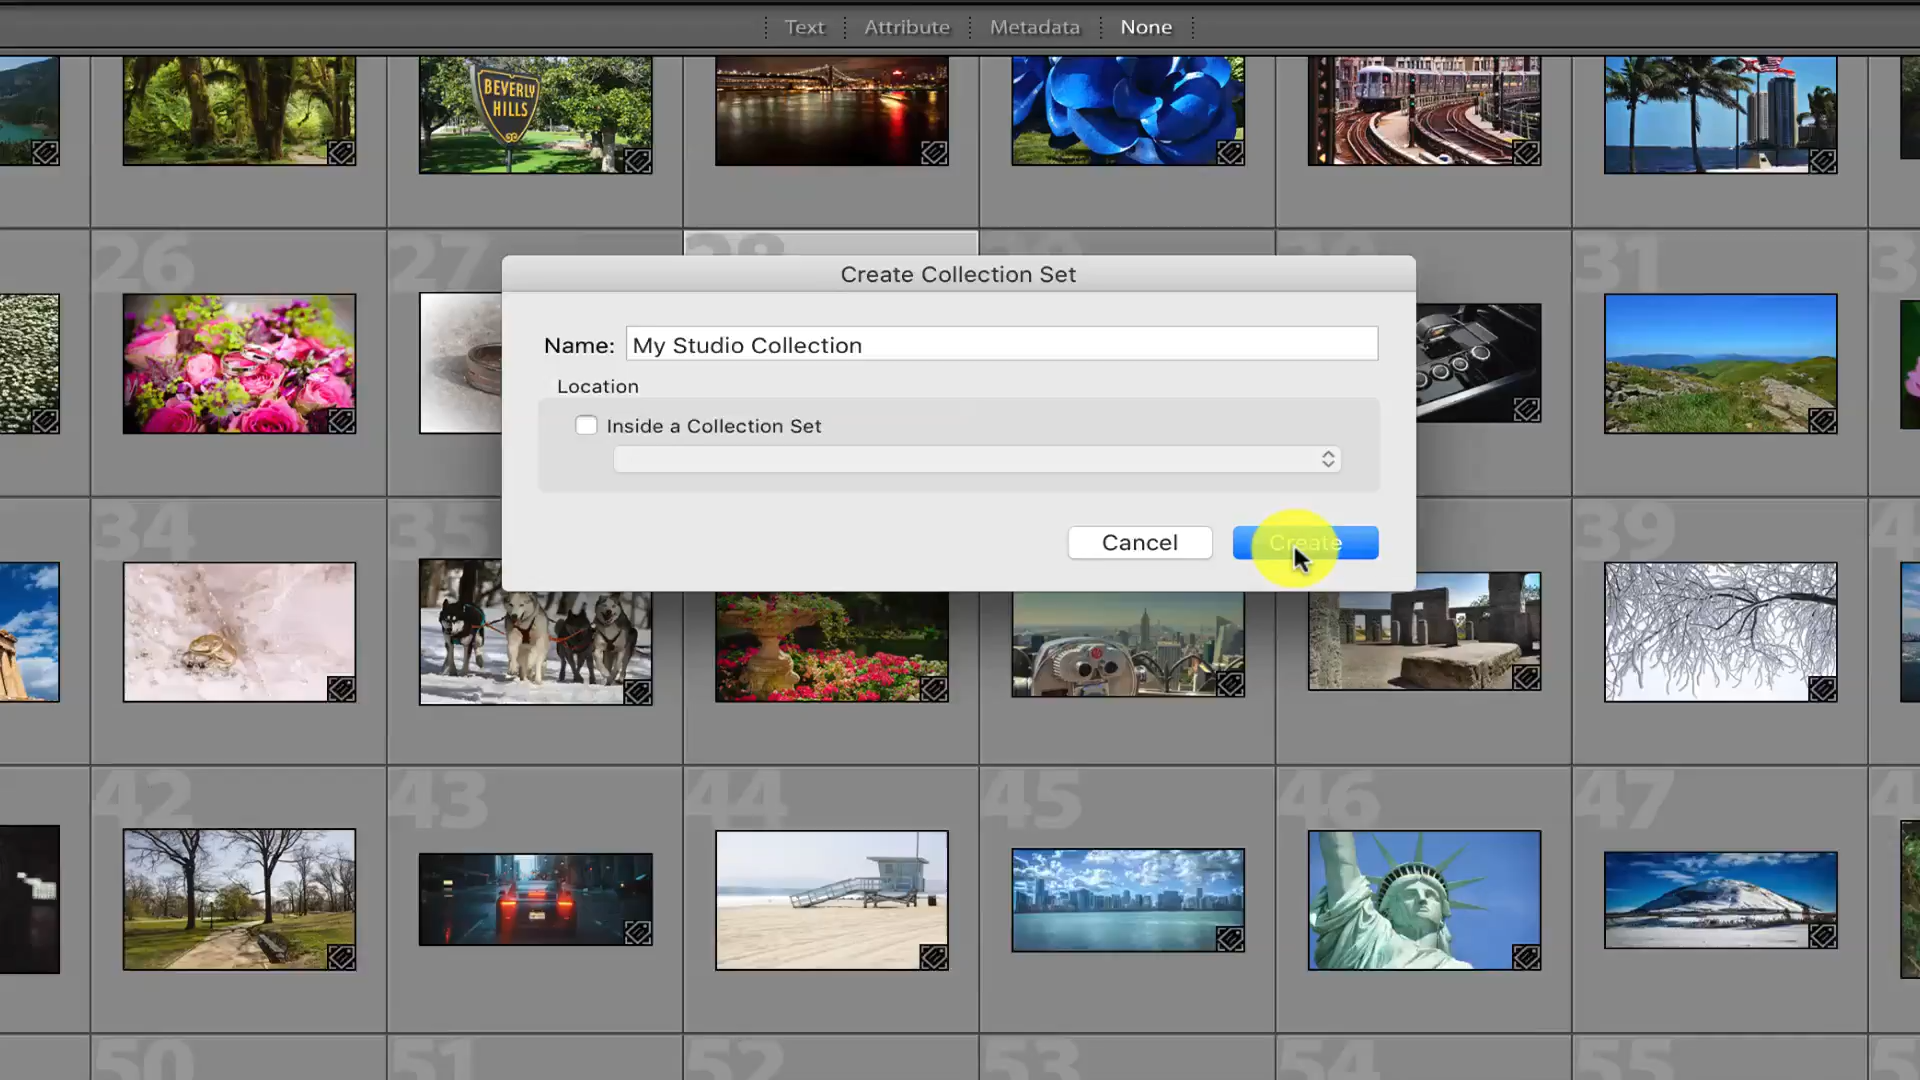 Text Attribute Metadata None
BEVERLY
HILLS
26 27 28 31
Create Collection Set
Name: My Studio Collection
Location
Inside a Collection Set
Cancel Create
34 35 39
42 43 44 45 46 47
50 51 52 53 54 55